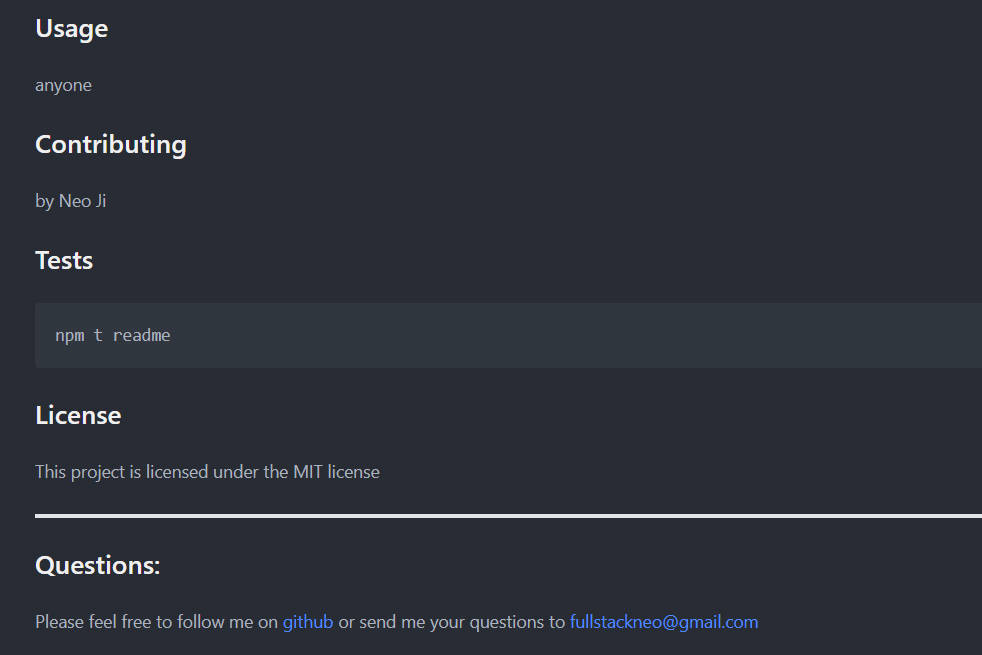 Usage
anyone
Contributing
by Neo Ji
Tests
npm t readme
License
This project is licensed under the MIT license
Questions:
Please feel free to follow me on github or send me your questions to fullstackneo@gmail.com